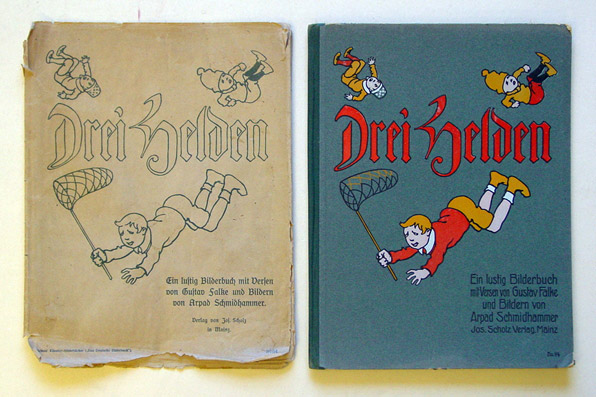 Drei Helden
Ein lustig Bilderbuch mit Versen
von Gustav Falke und Bildern
von Arpad Schmidhammer.
Verlag von Jos. Scholz
in Mainz.
Drei Helden
Ein lustig Bilderbuch
mit Versen von Gustav Falke
und Bildern von
Arpad Schmidhammer
Jos. Scholz Verlag, Mainz